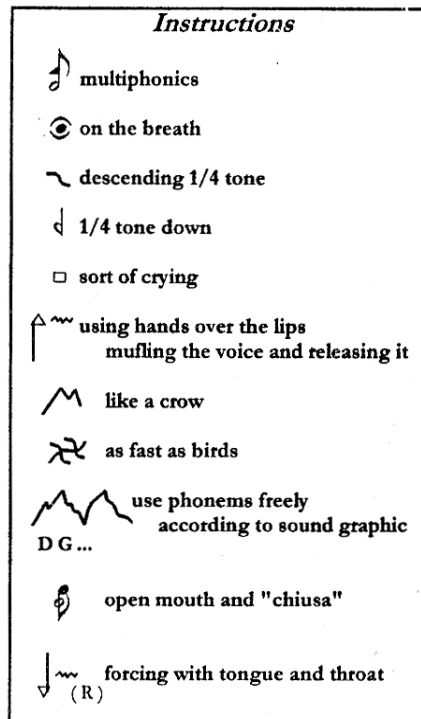 Instructions
multiphonics
on the breath
descending 1/4 tone
1/4 tone down
sort of crying
using hands over the lips
mufling the voice and releasing it
like a crow
as fast as birds
use phonems freely
according to sound graphic
D G...
open mouth and "chiusa"
forcing with tongue and throat
(R)